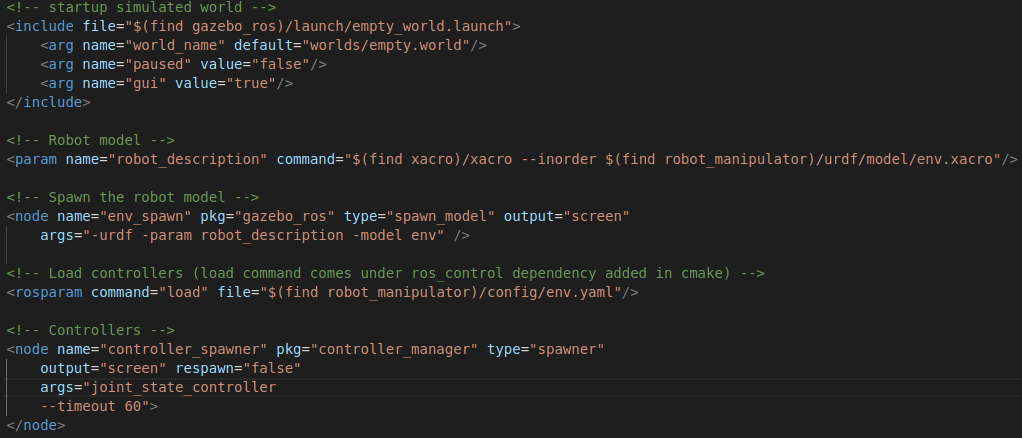 <!-- startup simulated world -->
<include file="$(find gazebo_ros)/launch/empty_world.launch">
    <arg name="world_name" default="worlds/empty.world"/>
    <arg name="paused" value="false"/>
    <arg name="gui" value="true"/>
</include>

<!-- Robot model -->
<param name="robot_description" command="$(find xacro)/xacro --inorder $(find robot_manipulator)/urdf/model/env.xacro"/>

<!-- Spawn the robot model -->
<node name="env_spawn" pkg="gazebo_ros" type="spawn_model" output="screen"
    args="-urdf -param robot_description -model env" />

<!-- Load controllers (load command comes under ros_control dependency added in cmake) -->
<rosparam command="load" file="$(find robot_manipulator)/config/env.yaml"/>

<!-- Controllers -->
<node name="controller_spawner" pkg="controller_manager" type="spawner"
    output="screen" respawn="false"
    args="joint_state_controller
    --timeout 60">
</node>